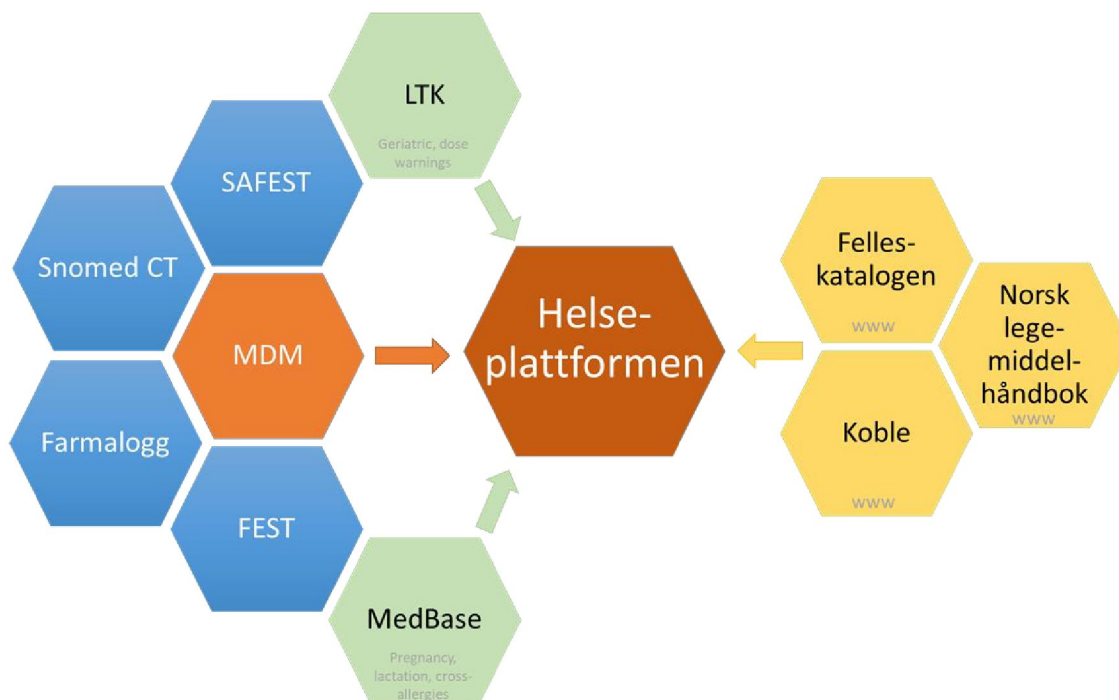 LTK
Geriatric, dose
warnings
SAFEST
Snomed CT
MDM
Farmalogg
FEST
MedBase
Pregnancy,
lactation, cross-
allergies
Helse-
plattformen
Felles-
katalogen
www
Norsk
lege-
middel-
håndbok
www
Koble
www